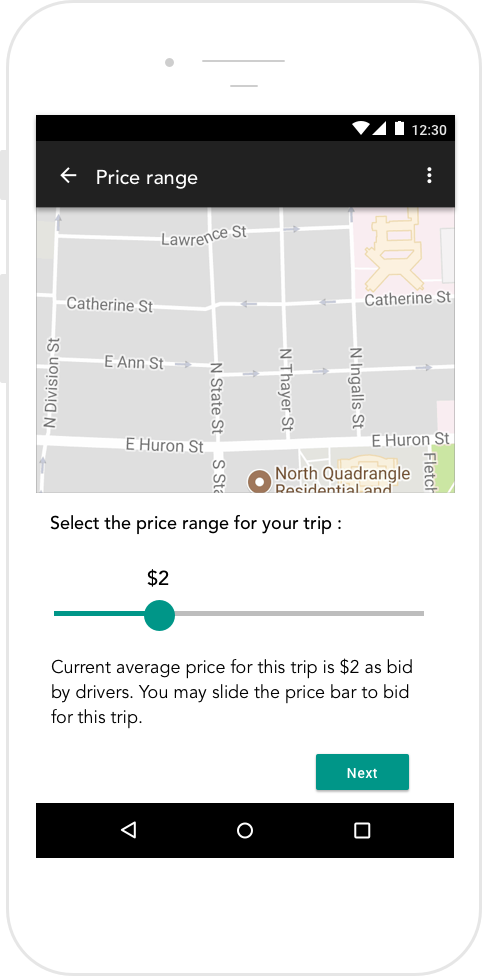 12:30
Price range
Lawrence St
Catherine St
Catherine St
E Ann St
N Division St
N State St
N Thayer St
N Ingalls St
E Huron St
E Huron St
S Sta
Fletch
North Quadrangle
Residential and
Select the price range for your trip :
$2
Current average price for this trip is $2 as bid
by drivers. You may slide the price bar to bid
for this trip.
Next